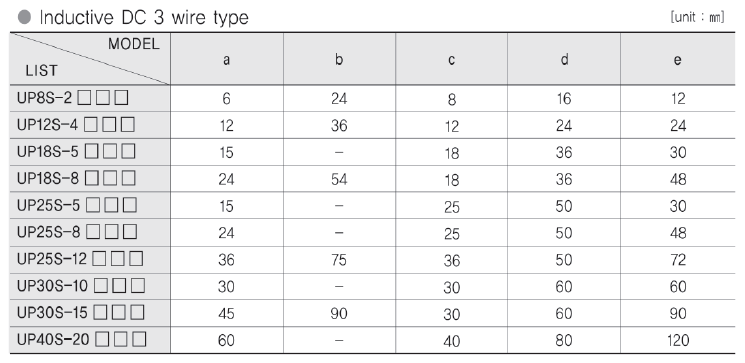 ● Inductive DC 3 wire type [unit : ㎜]
MODEL
LIST a b c d e
UP8S-2 □□□ 6 24 8 16 12
UP12S-4 □□□ 12 36 12 24 24
UP18S-5 □□□ 15 - 18 36 30
UP18S-8 □□□ 24 54 18 36 48
UP25S-5 □□□ 15 - 25 50 30
UP25S-8 □□□ 24 - 25 50 48
UP25S-12 □□□ 36 75 36 50 72
UP30S-10 □□□ 30 - 30 60 60
UP30S-15 □□□ 45 90 30 60 90
UP40S-20 □□□ 60 - 40 80 120